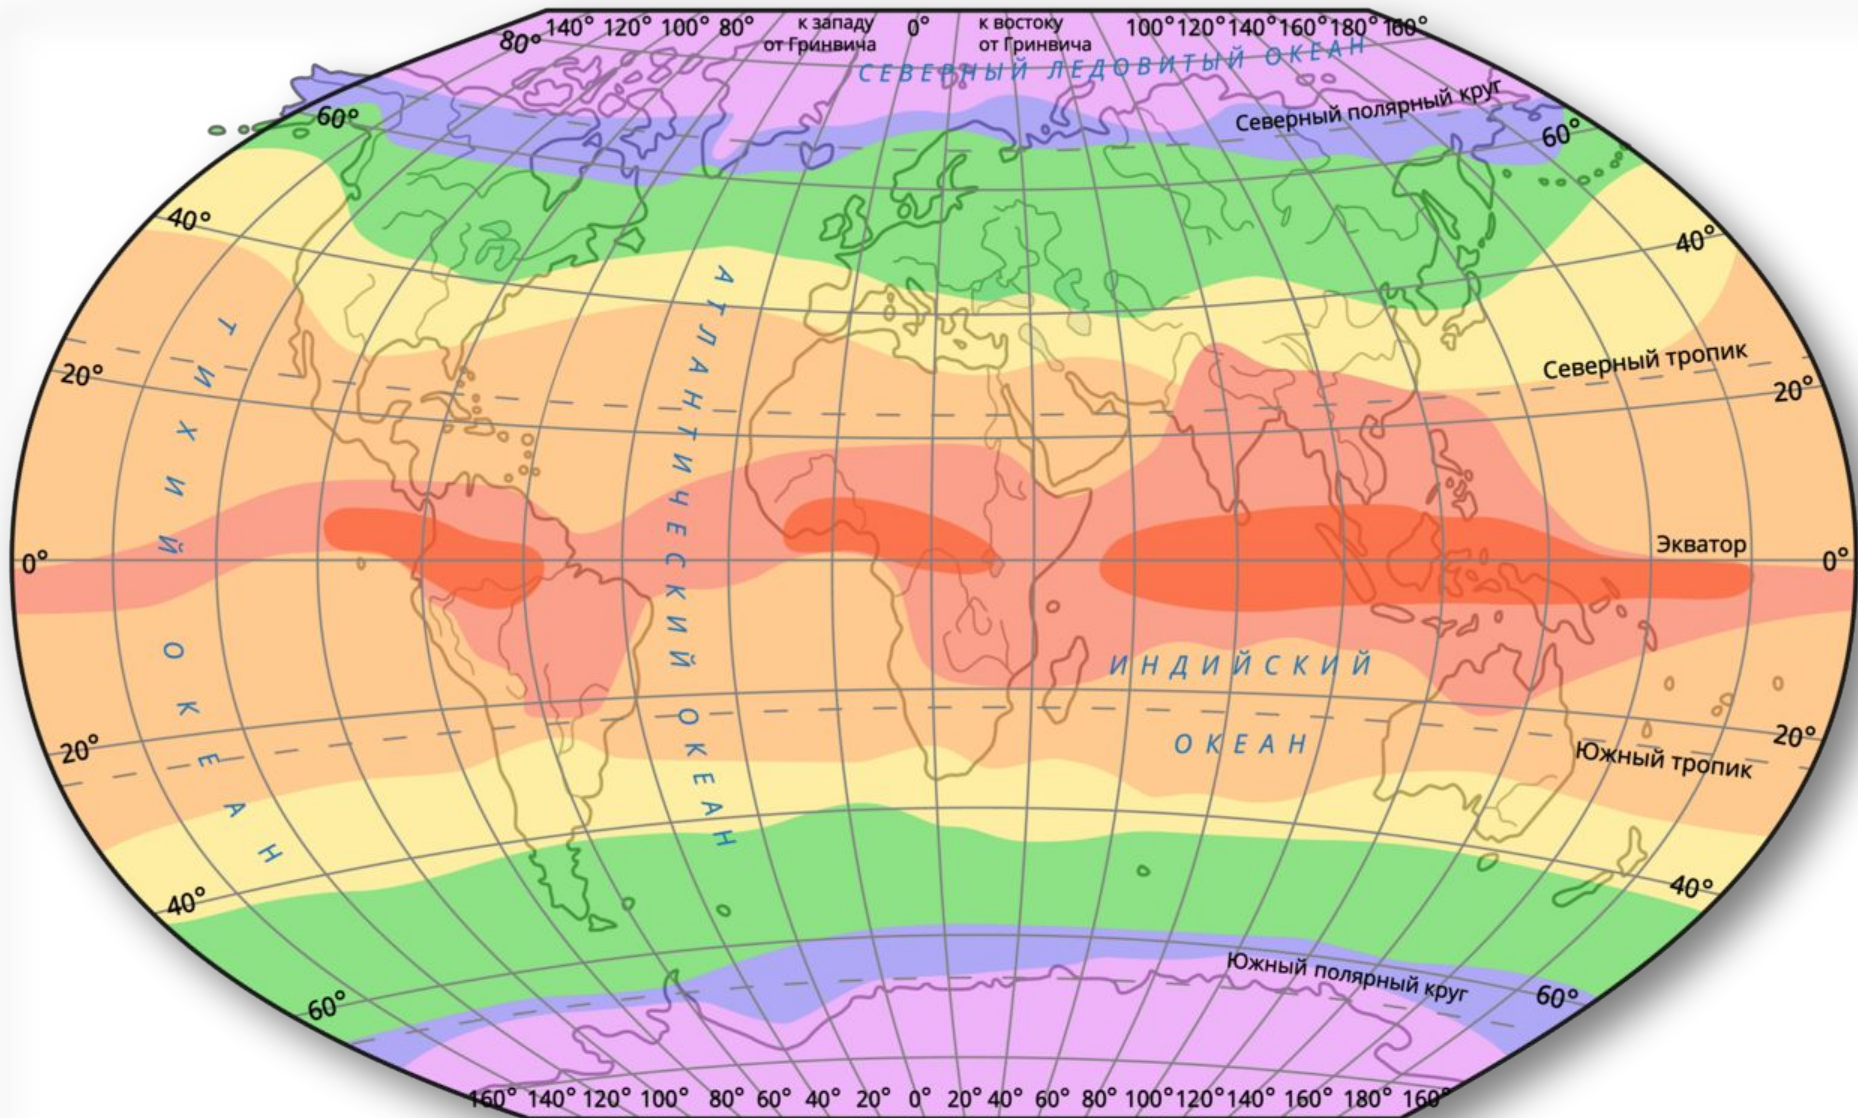 140° 120° 100° 80° к западу 0° к востоку 100° 120° 140° 160° 180° 160°
от Гринвича от Гринвича
80°
СЕВЕРНЫЙ ЛЕДОВИТЫЙ ОКЕАН
Северный полярный круг
60° 60°
40° 40°
ТИХИЙ ОКЕАН
АТЛАНТИЧЕСКИЙ ОКЕАН
Северный тропик
20° 20°
Экватор
0° 0°
ИНДИЙСКИЙ
ОКЕАН
20° 20°
Южный тропик
40° 40°
Южный полярный круг
60° 60°
160° 140° 120° 100° 80° 60° 40° 20° 0° 20° 40° 60° 80° 100° 120° 140° 160° 180° 160°